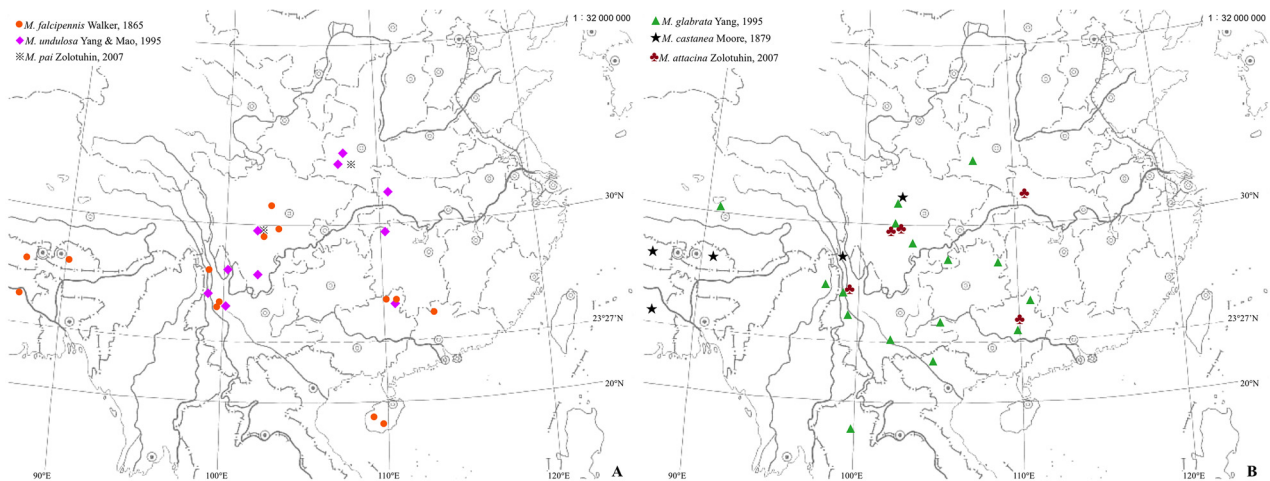 M. falcipennis Walker, 1865
M. undulosa Yang & Mao, 1995
M. pai Zolotuhin, 2007
1 : 32 000 000
30°N
23°27'N
20°N
90°E
100°E
110°E
120°E
A
M. glabrata Yang, 1995
M. castanea Moore, 1879
M. attacina Zolotuhin, 2007
1 : 32 000 000
30°N
23°27'N
20°N
90°E
100°E
110°E
120°E
B